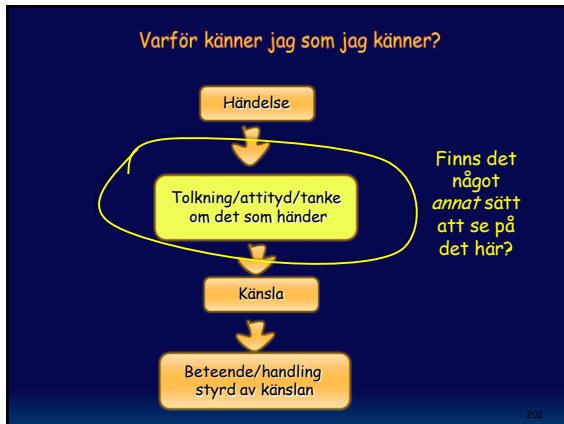 Varför känner jag som jag känner?
Händelse
Tolkning/attityd/tanke
om det som händer
Finns det
något
annat sätt
att se på
det här?
Känsla
Beteende/handling
styrd av känslan
201